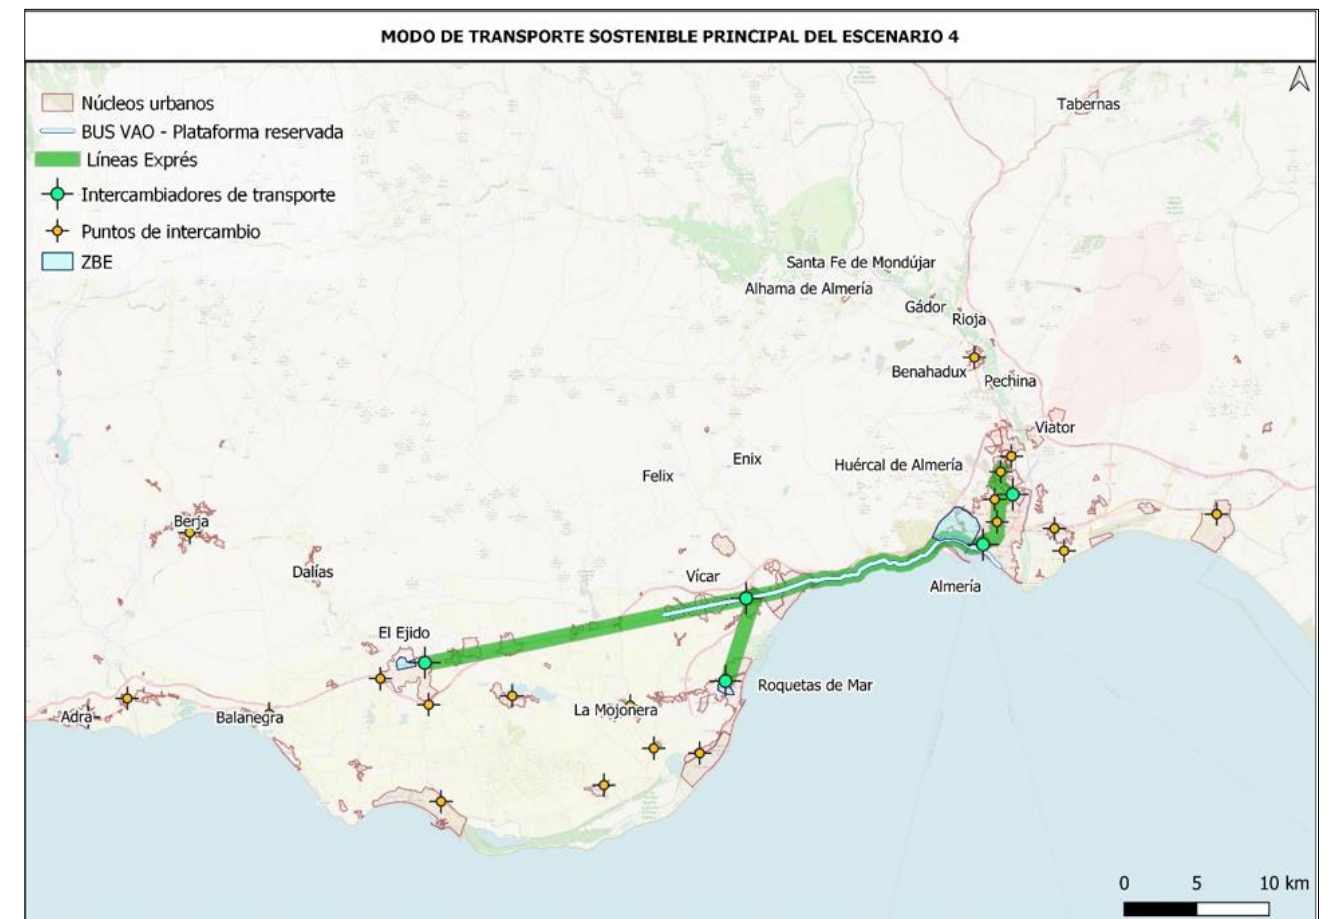 MODO DE TRANSPORTE SOSTENIBLE PRINCIPAL DEL ESCENARIO 4
Núcleos urbanos
BUS VAO - Plataforma reservada
Líneas Exprés
Intercambiadores de transporte
Puntos de intercambio
ZBE
Tabernas
Santa Fe de Mondújar
Alhama de Almería
Gádor
Rioja
Benahadux
Pechina
Viator
Enix
Huércal de Almería
Felix
Berja
Dalías
Vícar
Almería
El Ejido
Roquetas de Mar
La Mojonera
Adra
Balanegra
0 5 10 km